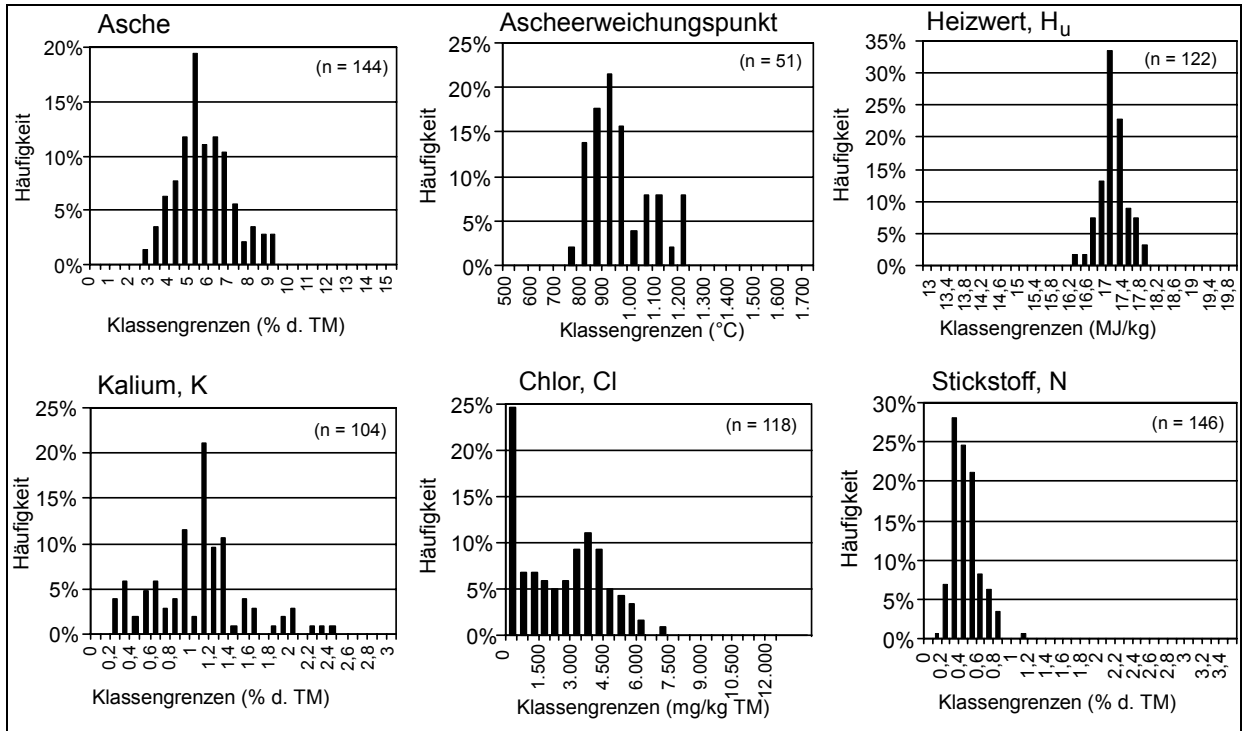 Asche
20%
15%
10%
5%
0%
Häufigkeit
(n = 144)
0 1 2 3 4 5 6 7 8 9 10 11 12 13 14 15
Klassengrenzen (% d. TM)
Ascheerweichungspunkt
25%
20%
15%
10%
5%
0%
Häufigkeit
(n = 51)
500 600 700 800 900 1.000 1.100 1.200 1.300 1.400 1.500 1.600 1.700
Klassengrenzen (°C)
Heizwert, Hu
35%
30%
25%
20%
15%
10%
5%
0%
Häufigkeit
(n = 122)
13 13,4 13,8 14,2 14,6 15 15,4 15,8 16,2 16,6 17 17,4 17,8 18,2 18,6 19 19,4 19,8
Klassengrenzen (MJ/kg)
Kalium, K
25%
20%
15%
10%
5%
0%
Häufigkeit
(n = 104)
0 0,2 0,4 0,6 0,8 1 1,2 1,4 1,6 1,8 2 2,2 2,4 2,6 2,8 3
Klassengrenzen (% d. TM)
Chlor, Cl
25%
20%
15%
10%
5%
0%
Häufigkeit
(n = 118)
0 1.500 3.000 4.500 6.000 7.500 9.000 10.500 12.000
Klassengrenzen (mg/kg TM)
Stickstoff, N
30%
25%
20%
15%
10%
5%
0%
Häufigkeit
(n = 146)
0 0,2 0,4 0,6 0,8 1 1,2 1,4 1,6 1,8 2 2,2 2,4 2,6 2,8 3 3,2 3,4
Klassengrenzen (% d. TM)